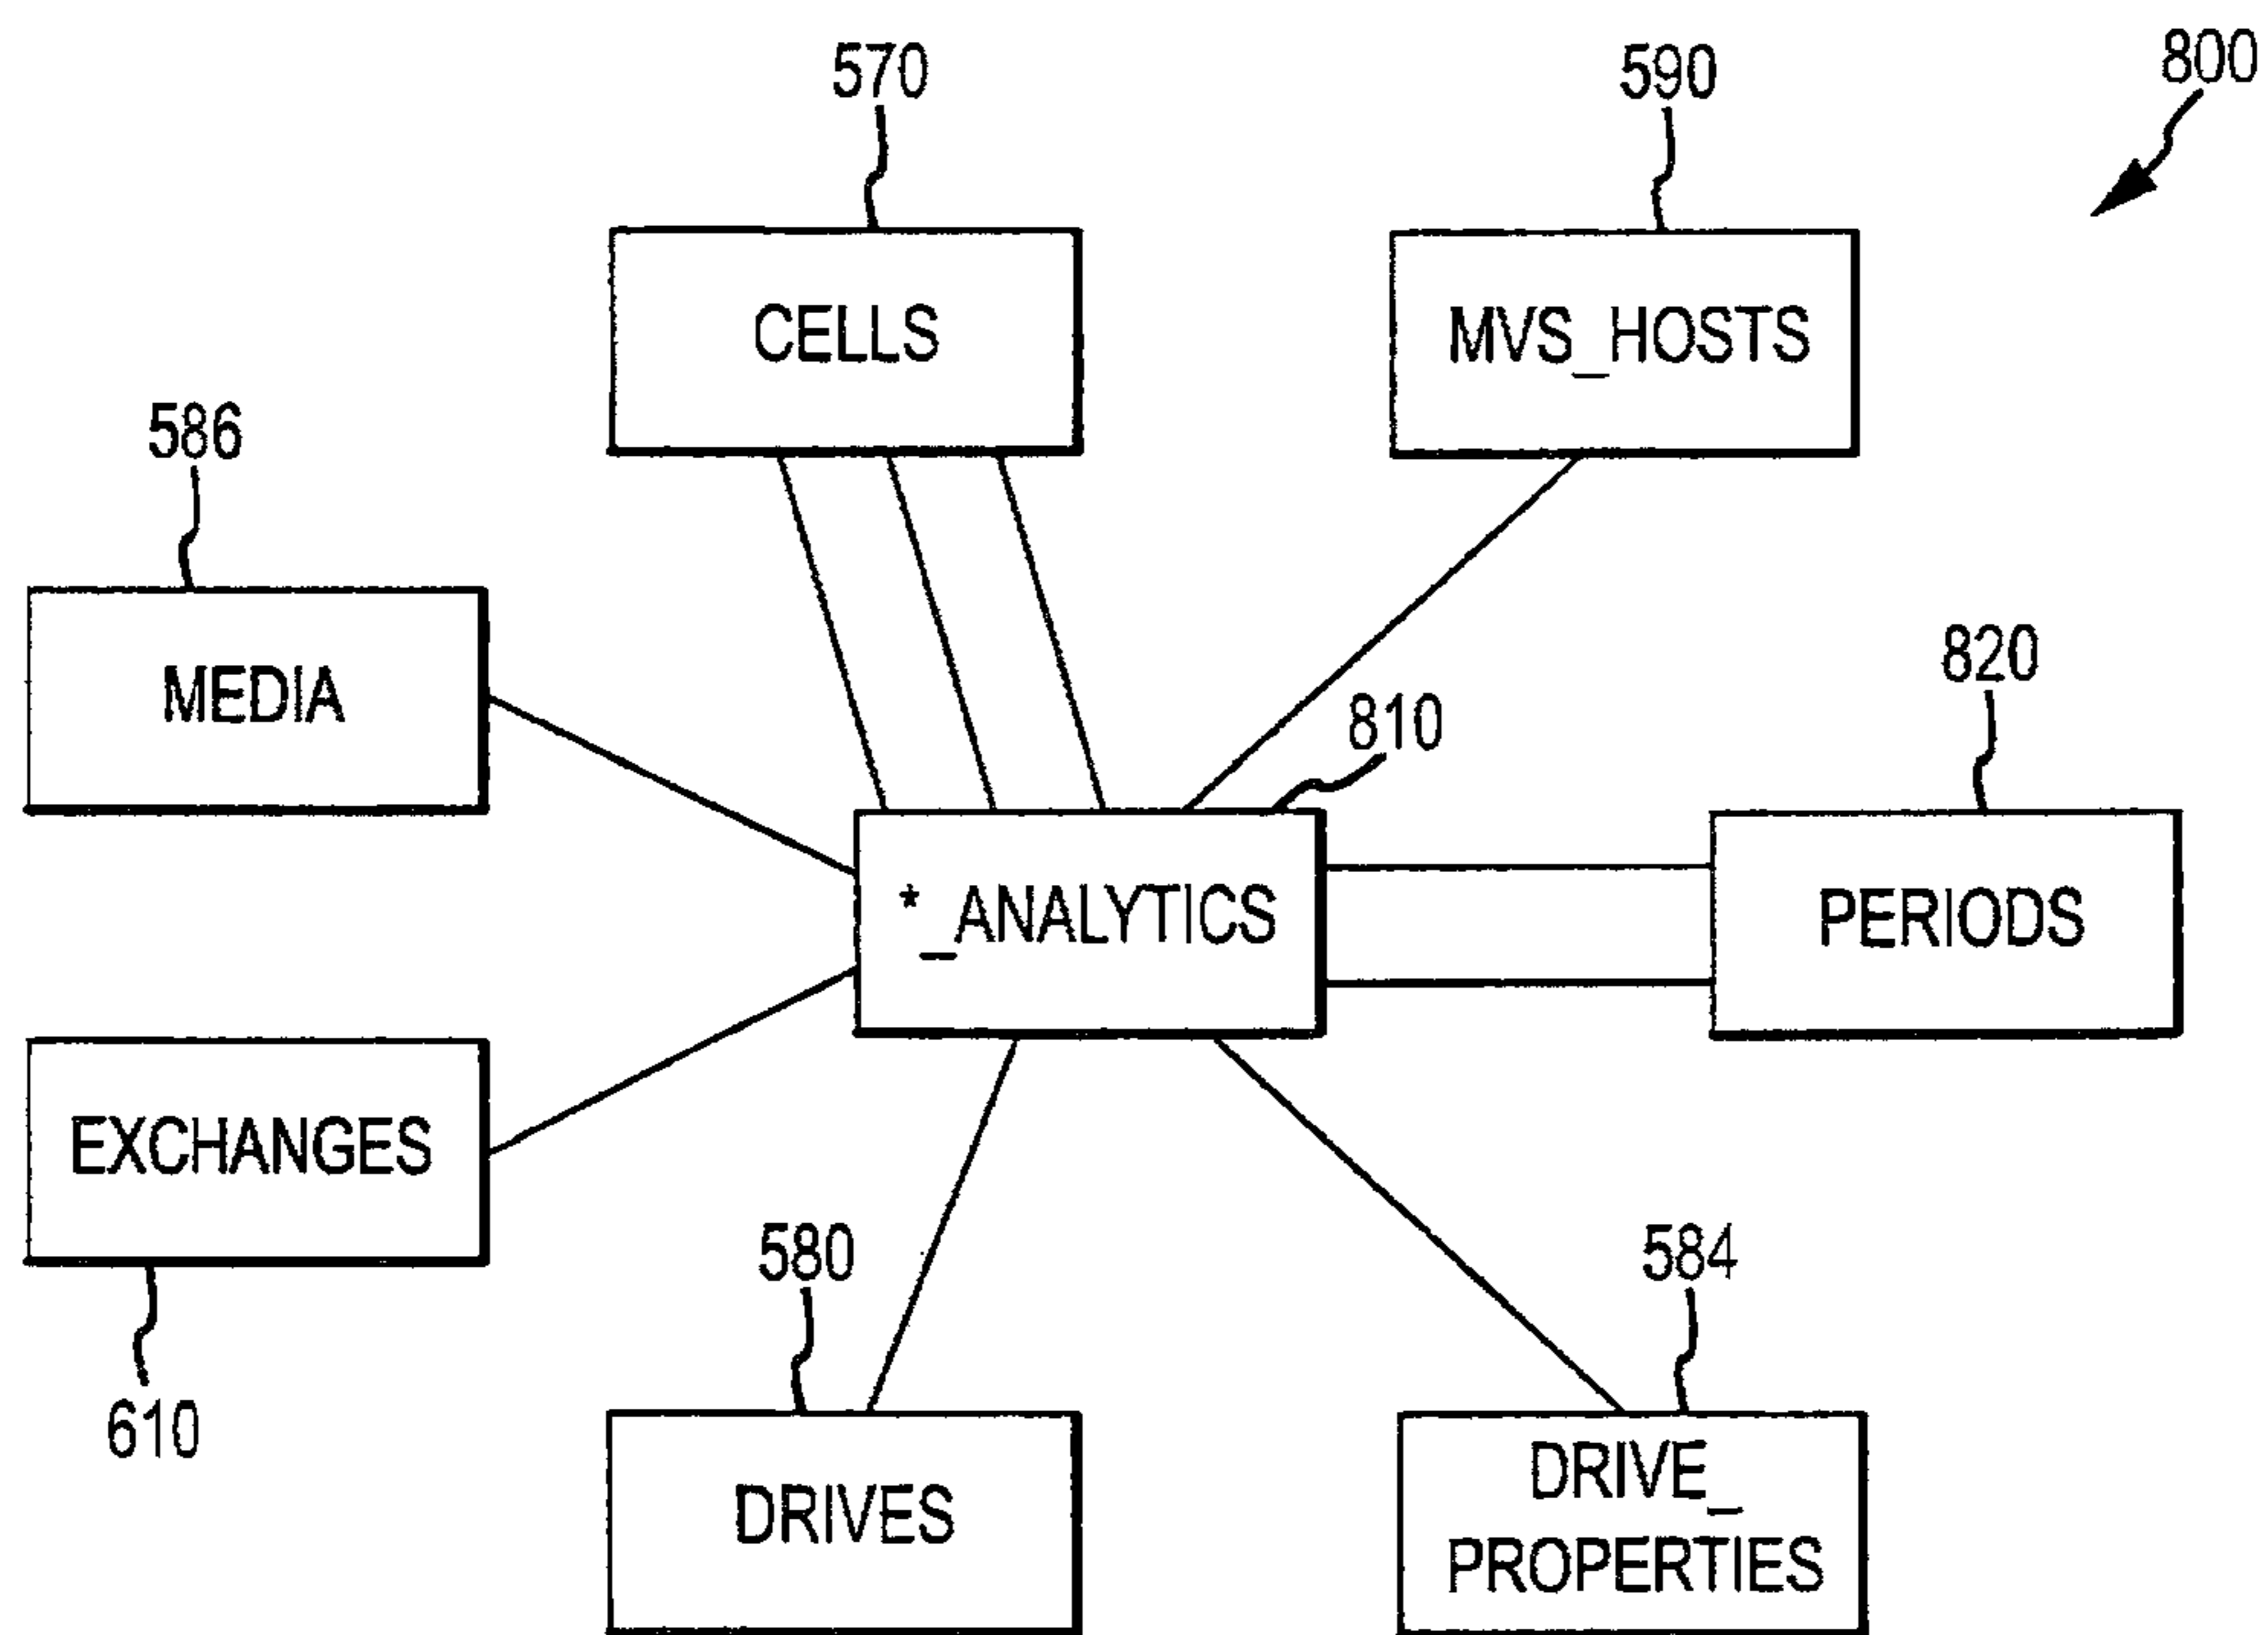 800
570
590
CELLS
MVS_HOSTS
586
MEDIA
820
810
*_ANALYTICS
PERIODS
EXCHANGES
580
584
610
DRIVES
DRIVE_
PROPERTIES